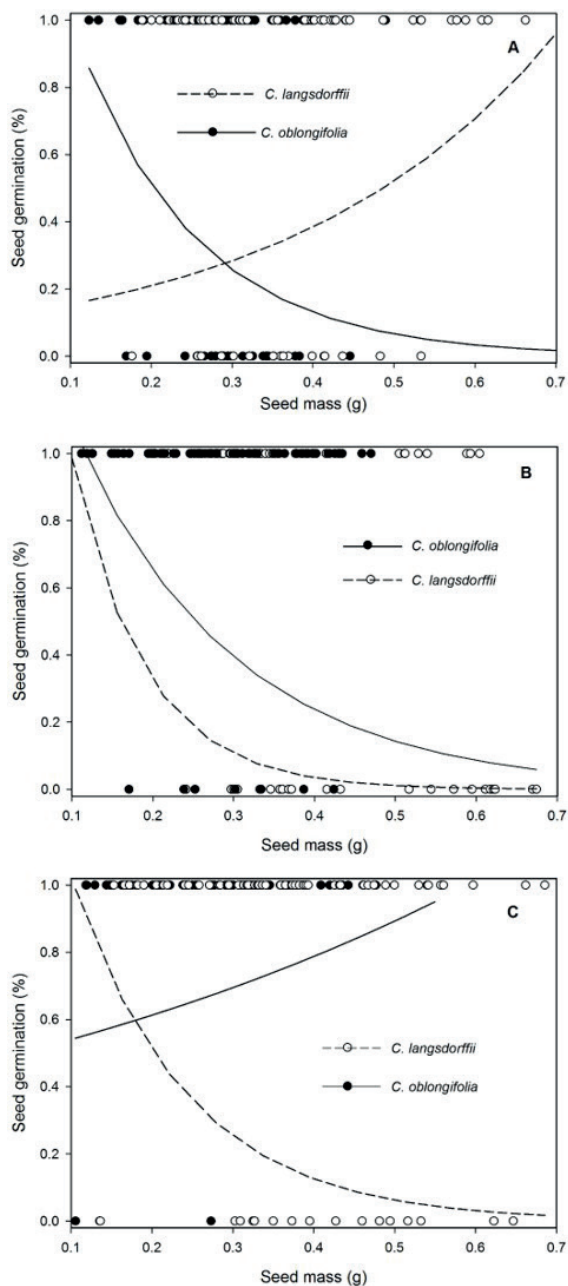 A
C. langsdorffii
C. oblongifolia
Seed germination (%)
1.0
0.8
0.6
0.4
0.2
0.0
0.1 0.2 0.3 0.4 0.5 0.6 0.7
Seed mass (g)
B
C. oblongifolia
C. langsdorffii
Seed germination (%)
1.0
0.8
0.6
0.4
0.2
0.0
0.1 0.2 0.3 0.4 0.5 0.6 0.7
Seed mass (g)
C
C. langsdorffii
C. oblongifolia
Seed germination (%)
1.0
0.8
0.6
0.4
0.2
0.0
0.1 0.2 0.3 0.4 0.5 0.6 0.7
Seed mass (g)